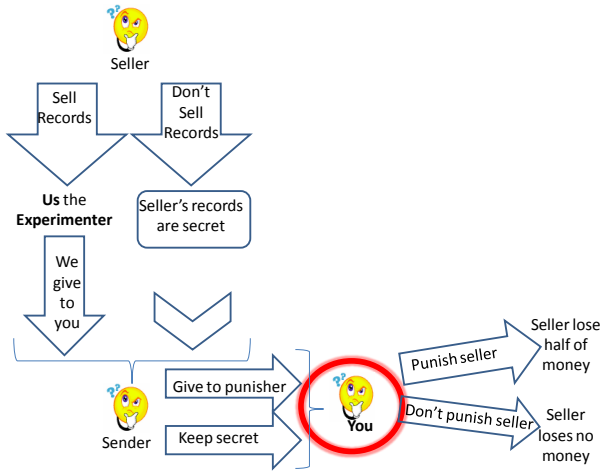 ??
Seller
Sell
Records
Don't
Sell
Records
Us the
Experimenter
Seller's records
are secret
We
give
to
you
??
Sender
Give to punisher
Keep secret
??
You
Punish seller
Don't punish seller
Seller lose
half of
money
Seller
loses no
money